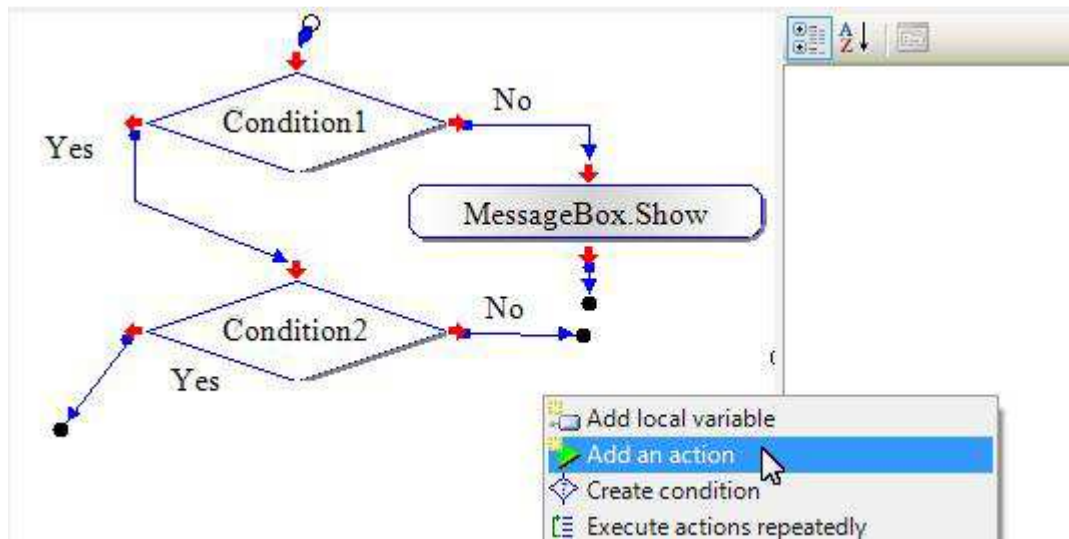 Condition1
No
Yes
MessageBox.Show
Condition2
No
Yes
Add local variable
Add an action
Create condition
Execute actions repeatedly
A
Z